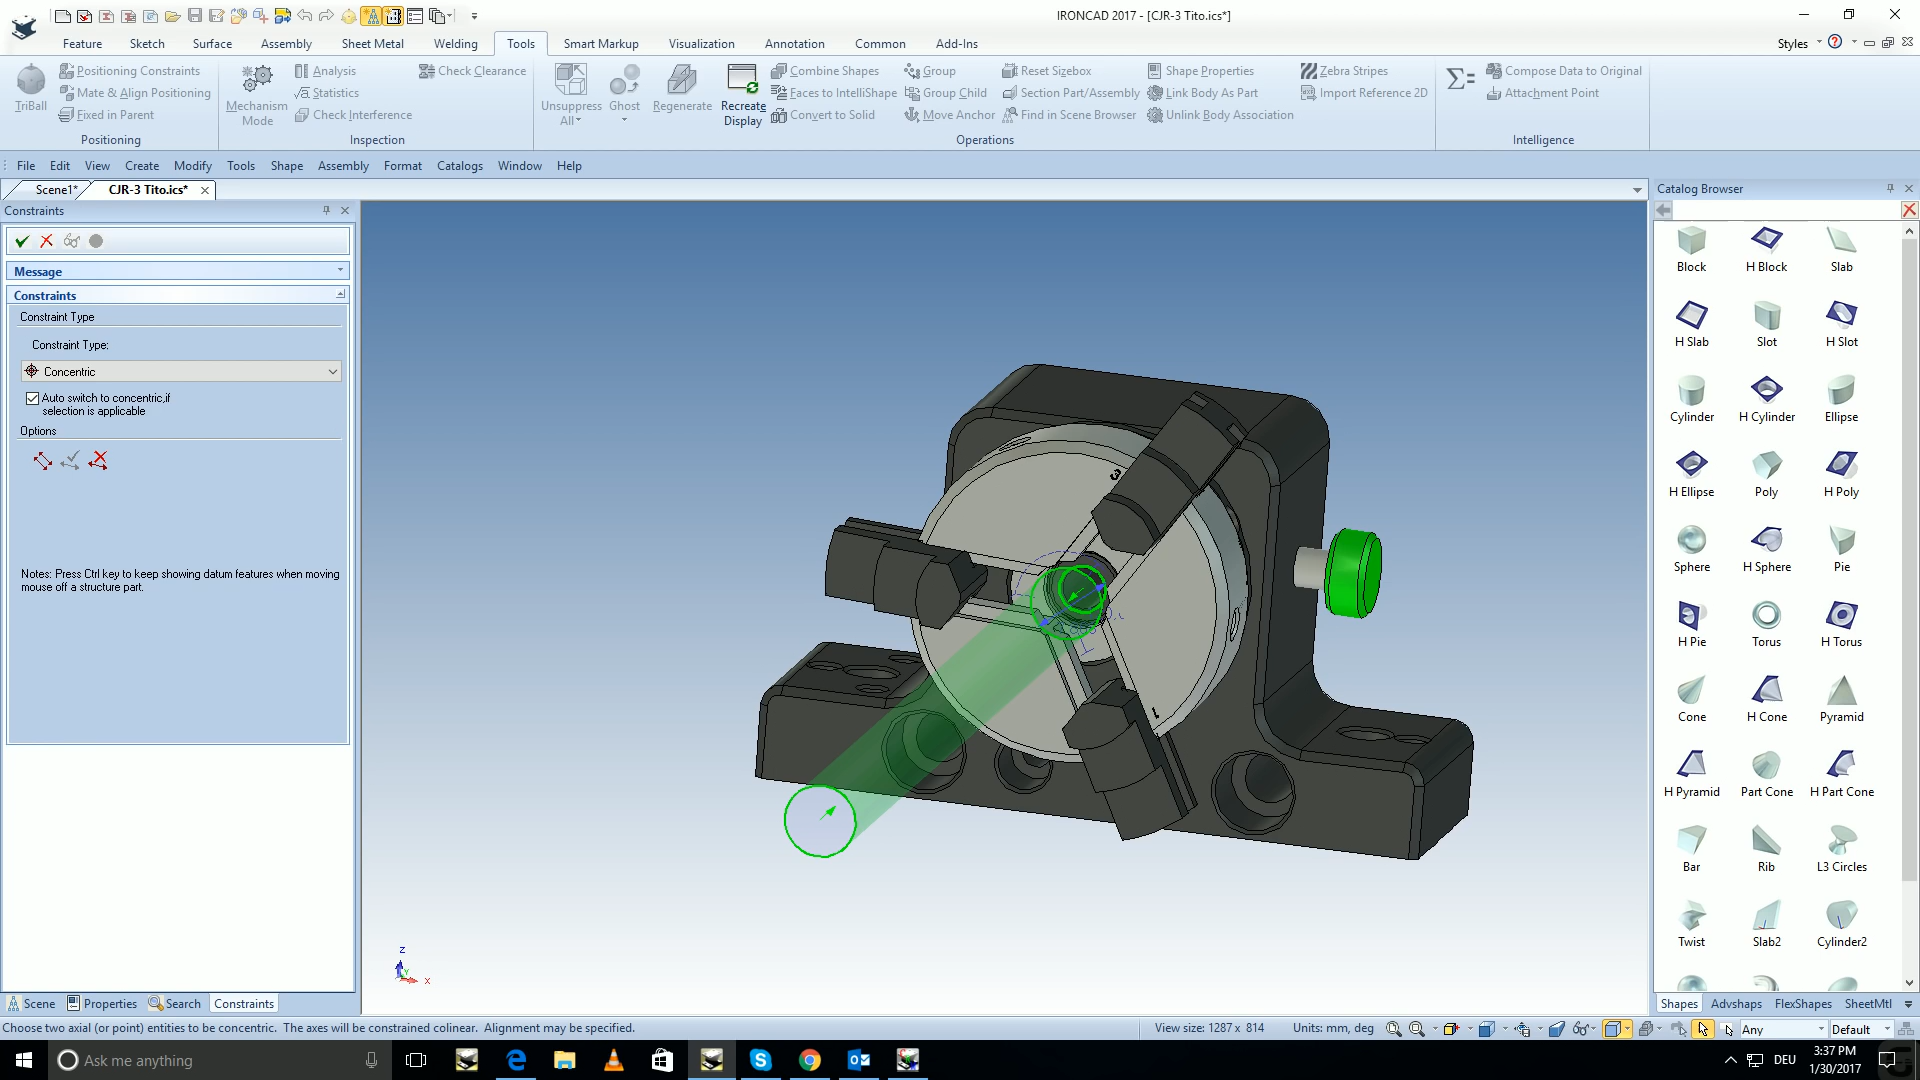 IRONCAD 2017 - [CJR-3 Tito.ics*]
Feature Sketch Surface Assembly Sheet Metal Welding Tools Smart Markup Visualization Annotation Common Add-Ins Styles
TriBall
Positioning Constraints
Mate & Align Positioning
Fixed in Parent
Positioning
Mechanism Mode
Analysis
Statistics
Check Interference
Check Clearance
Inspection
Unsuppress All
Ghost
Regenerate
Recreate Display
Combine Shapes
Faces to IntelliShape
Convert to Solid
Group
Group Child
Move Anchor
Reset Sizebox
Section Part/Assembly
Find in Scene Browser
Shape Properties
Link Body As Part
Unlink Body Association
Zebra Stripes
Import Reference 2D
Operations
Compose Data to Original
Attachment Point
Intelligence
File Edit View Create Modify Tools Shape Assembly Format Catalogs Window Help
Scene1* CJR-3 Tito.ics*
Constraints
Message
Constraints
Constraint Type
Constraint Type:
Concentric
Auto switch to concentric,if
selection is applicable
Options
Notes: Press Ctrl key to keep showing datum features when moving
mouse off a structure part.
Scene Properties Search Constraints
3
1
Z
Y
X
Catalog Browser
Block H Block Slab
H Slab Slot H Slot
Cylinder H Cylinder Ellipse
H Ellipse Poly H Poly
Sphere H Sphere Pie
H Pie Torus H Torus
Cone H Cone Pyramid
H Pyramid Part Cone H Part Cone
Bar Rib L3 Circles
Twist Slab2 Cylinder2
Shapes Advshaps FlexShapes SheetMtl
Choose two axial (or point) entities to be concentric. The axes will be constrained colinear. Alignment may be specified.
View size: 1287 x 814 Units: mm, deg Any Default
Ask me anything
DEU
3:37 PM
1/30/2017